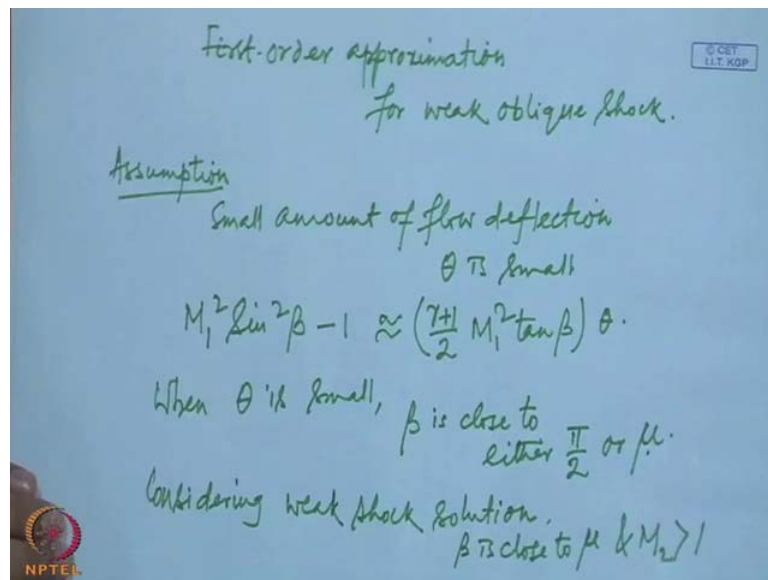 First-order approximation
for weak oblique shock.
© CET
I.I.T. KGP
Assumption
Small amount of flow deflection
θ is small
M₁² Sin²β − 1 ≈ (γ+1/2 M₁² tan β) θ.
When θ is small, β is close to
either π/2 or μ.
Considering weak shock solution.
β is close to μ & M₂ > 1
NPTEL